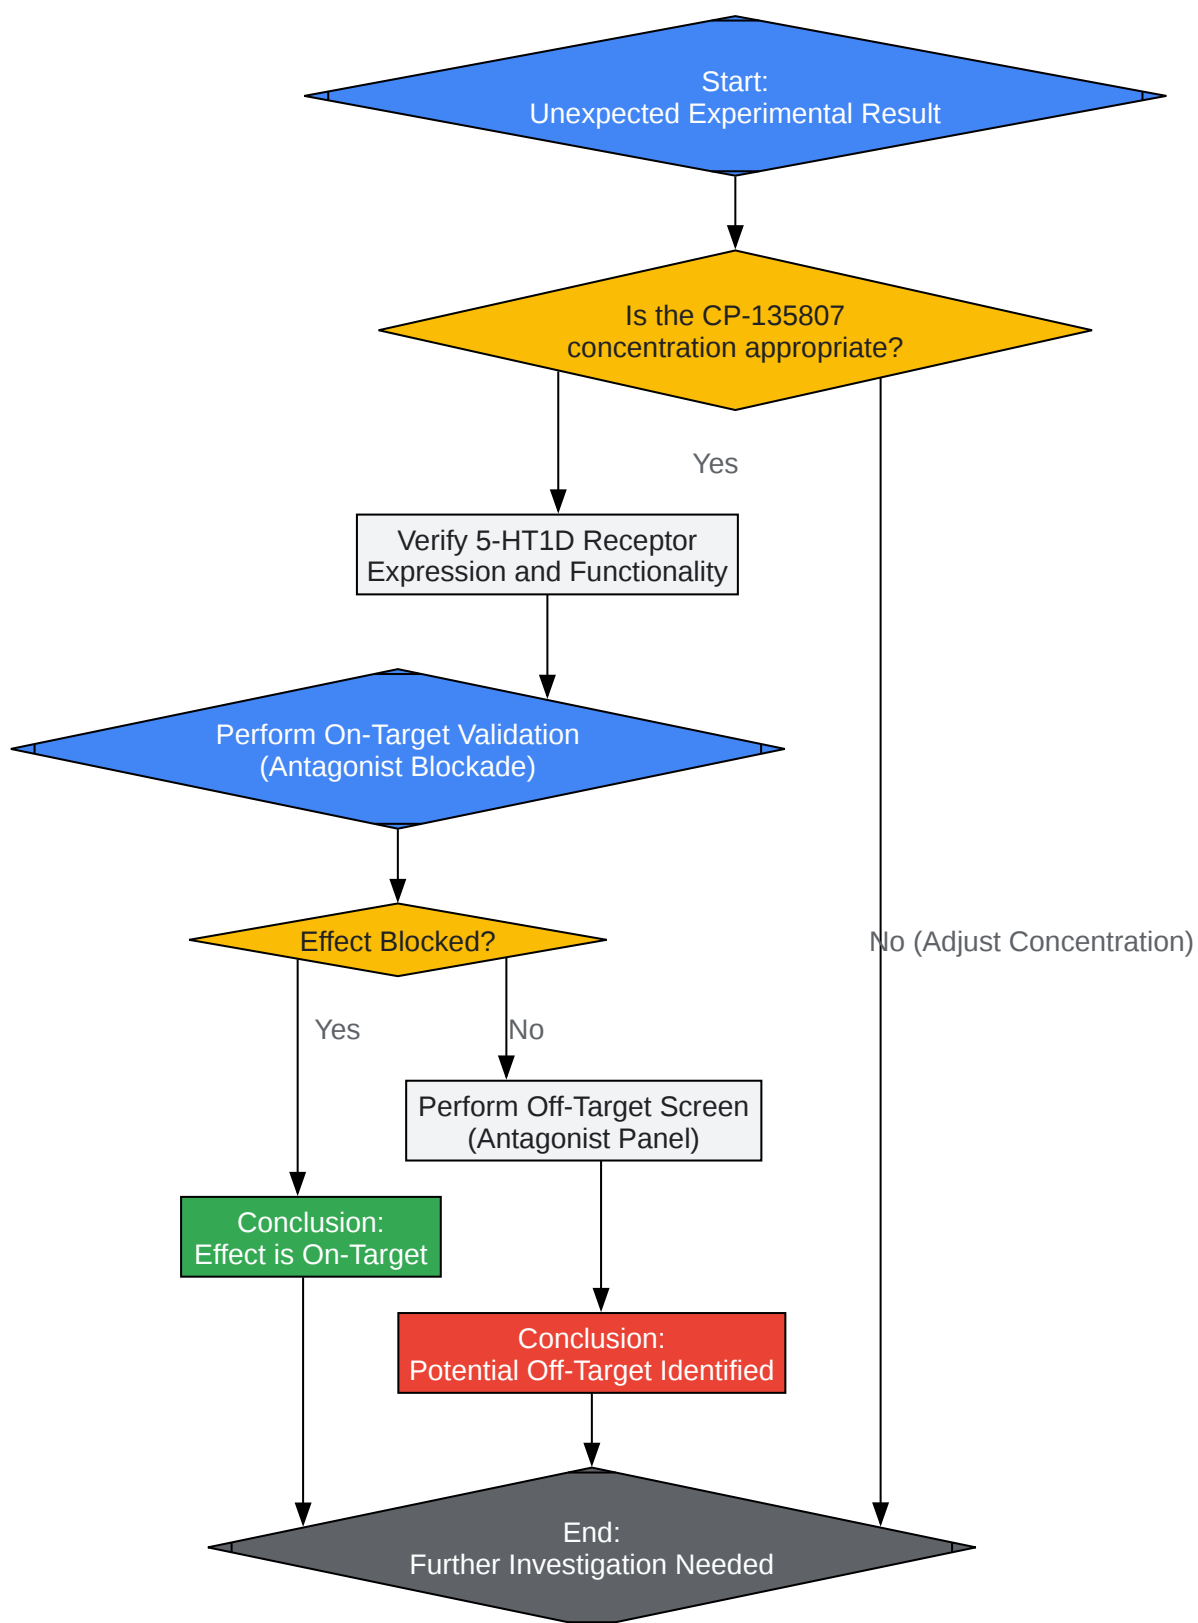 Start:
Unexpected Experimental Result
Is the CP-135807
concentration appropriate?
Yes
Verify 5-HT1D Receptor
Expression and Functionality
Perform On-Target Validation
(Antagonist Blockade)
Effect Blocked?
No (Adjust Concentration)
Yes
No
Perform Off-Target Screen
(Antagonist Panel)
Conclusion:
Effect is On-Target
Conclusion:
Potential Off-Target Identified
End:
Further Investigation Needed